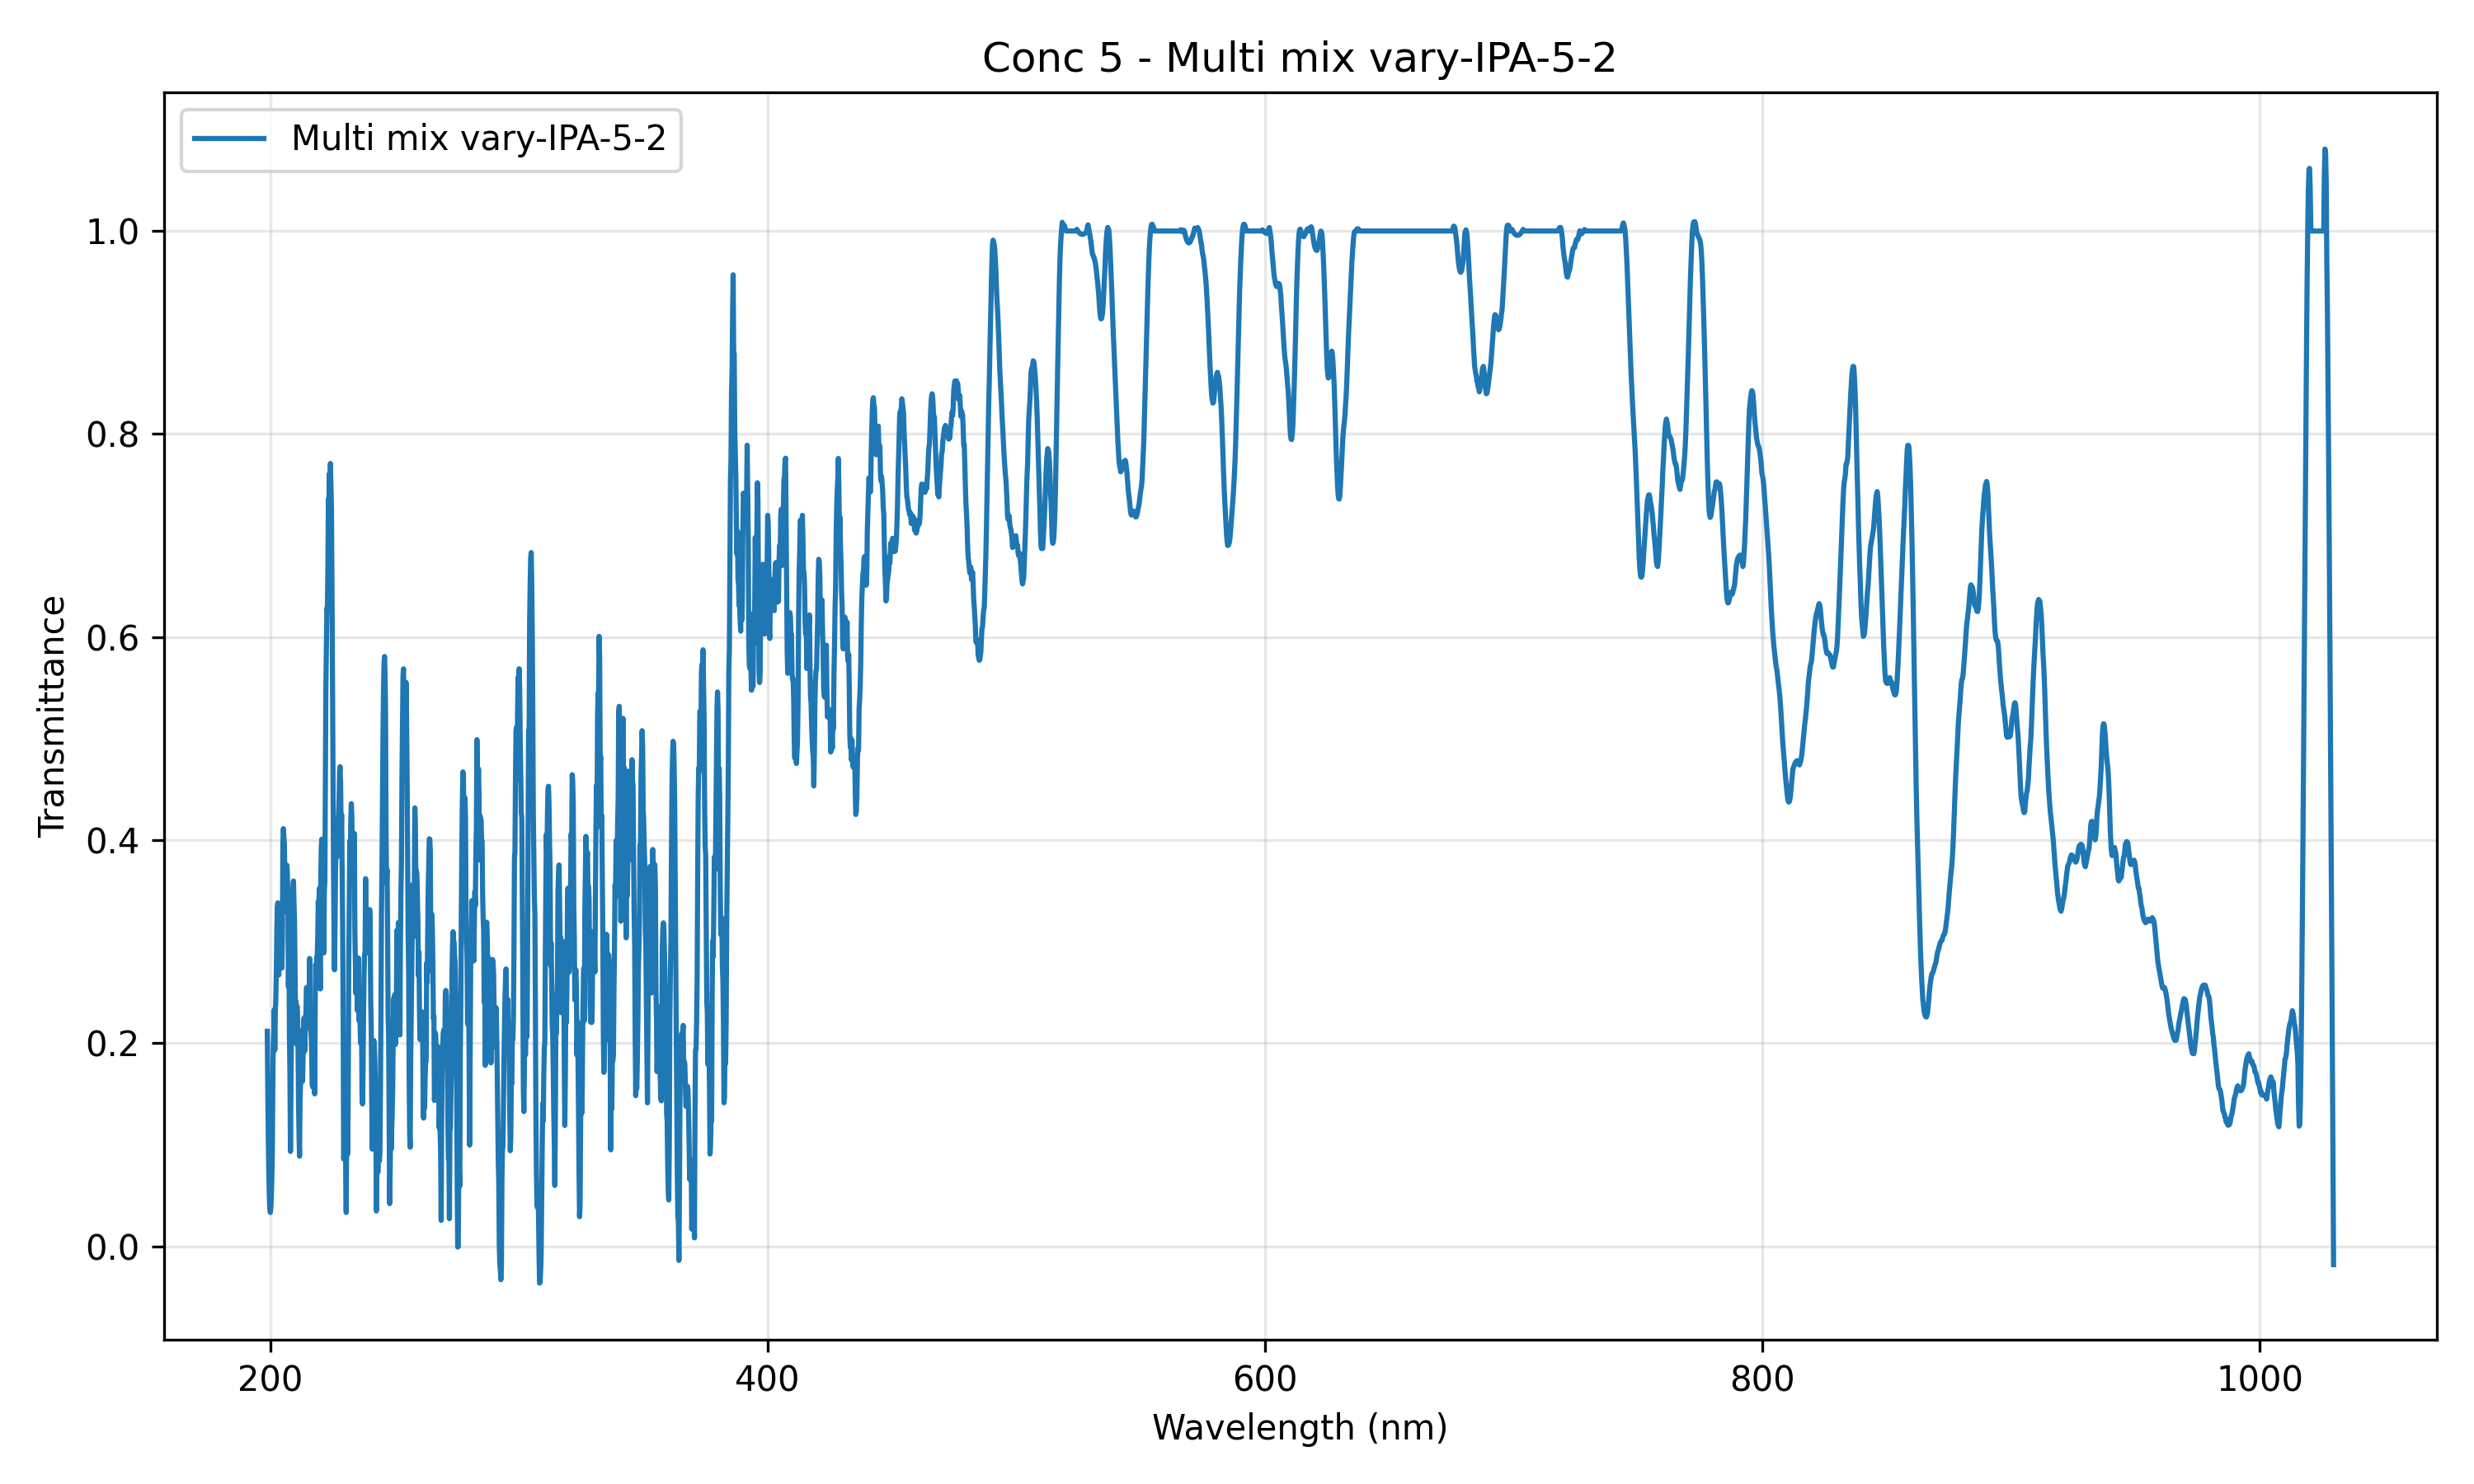 Conc 5 - Multi mix vary-IPA-5-2
Multi mix vary-IPA-5-2
1.0
0.8
0.6
0.4
0.2
0.0
Transmittance
200
400
600
800
1000
Wavelength (nm)